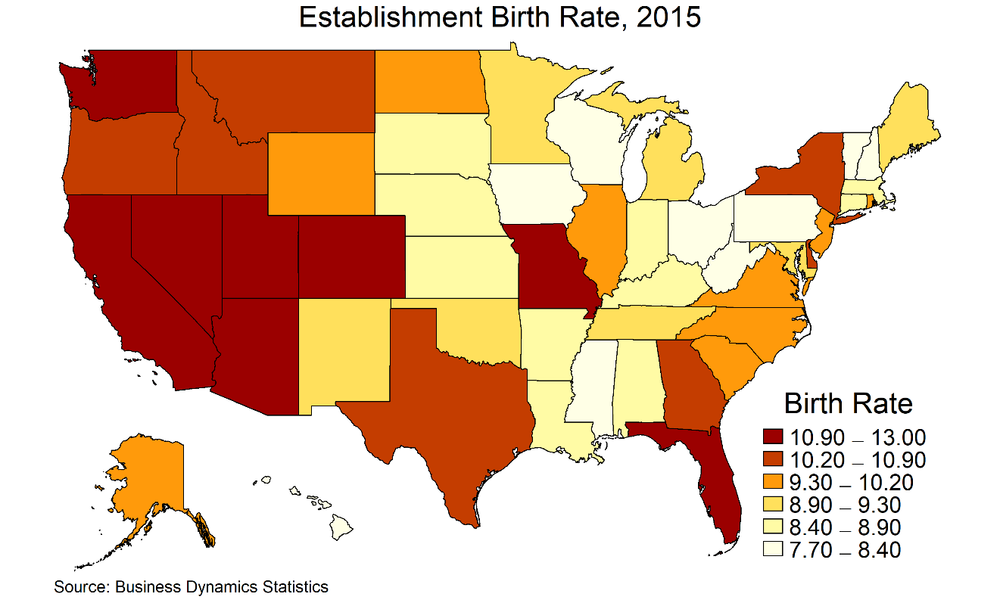 Establishment Birth Rate, 2015
Birth Rate
10.90 – 13.00
10.20 – 10.90
9.30 – 10.20
8.90 – 9.30
8.40 – 8.90
7.70 – 8.40
Source: Business Dynamics Statistics